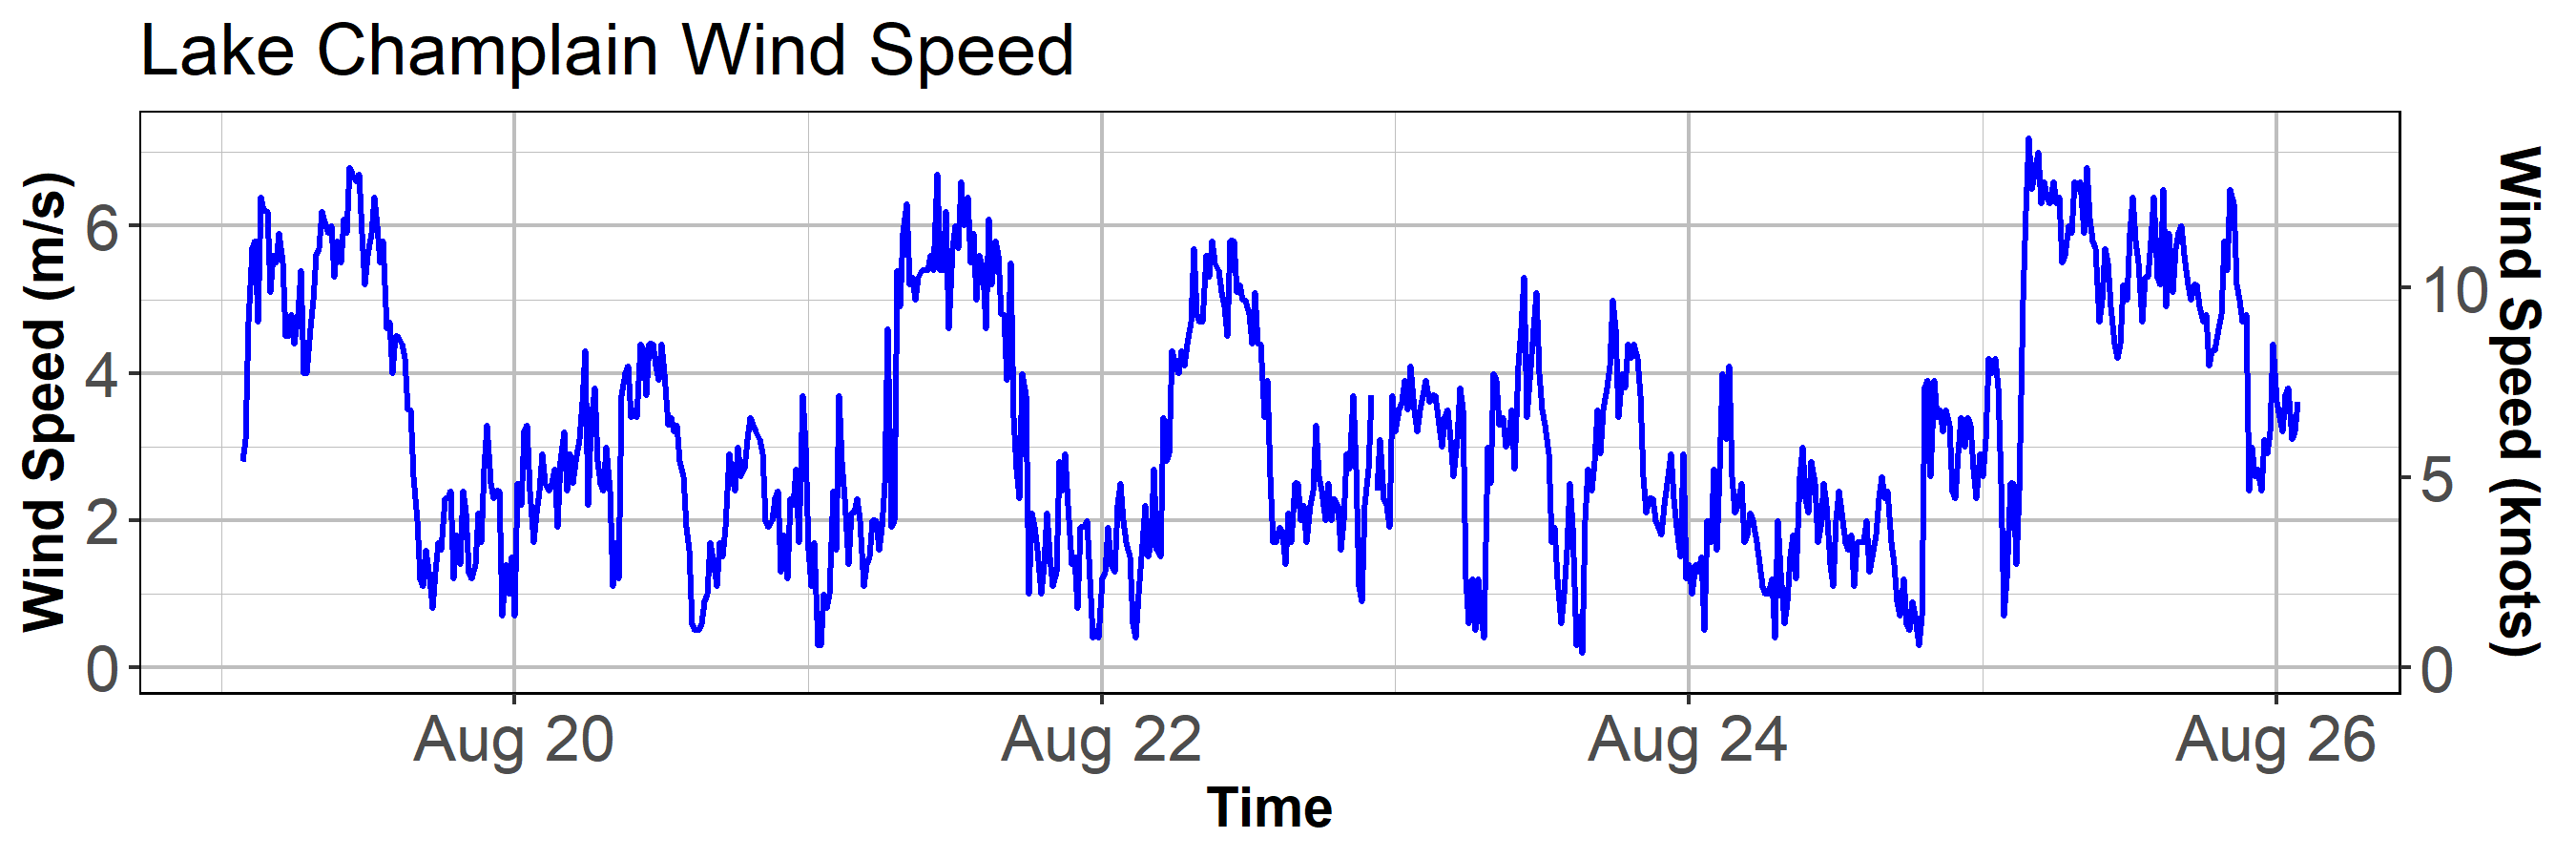 Lake Champlain Wind Speed
Wind Speed (m/s)
6
4
2
0
10
5
0
Wind Speed (knots)
Aug 20
Aug 22
Aug 24
Aug 26
Time